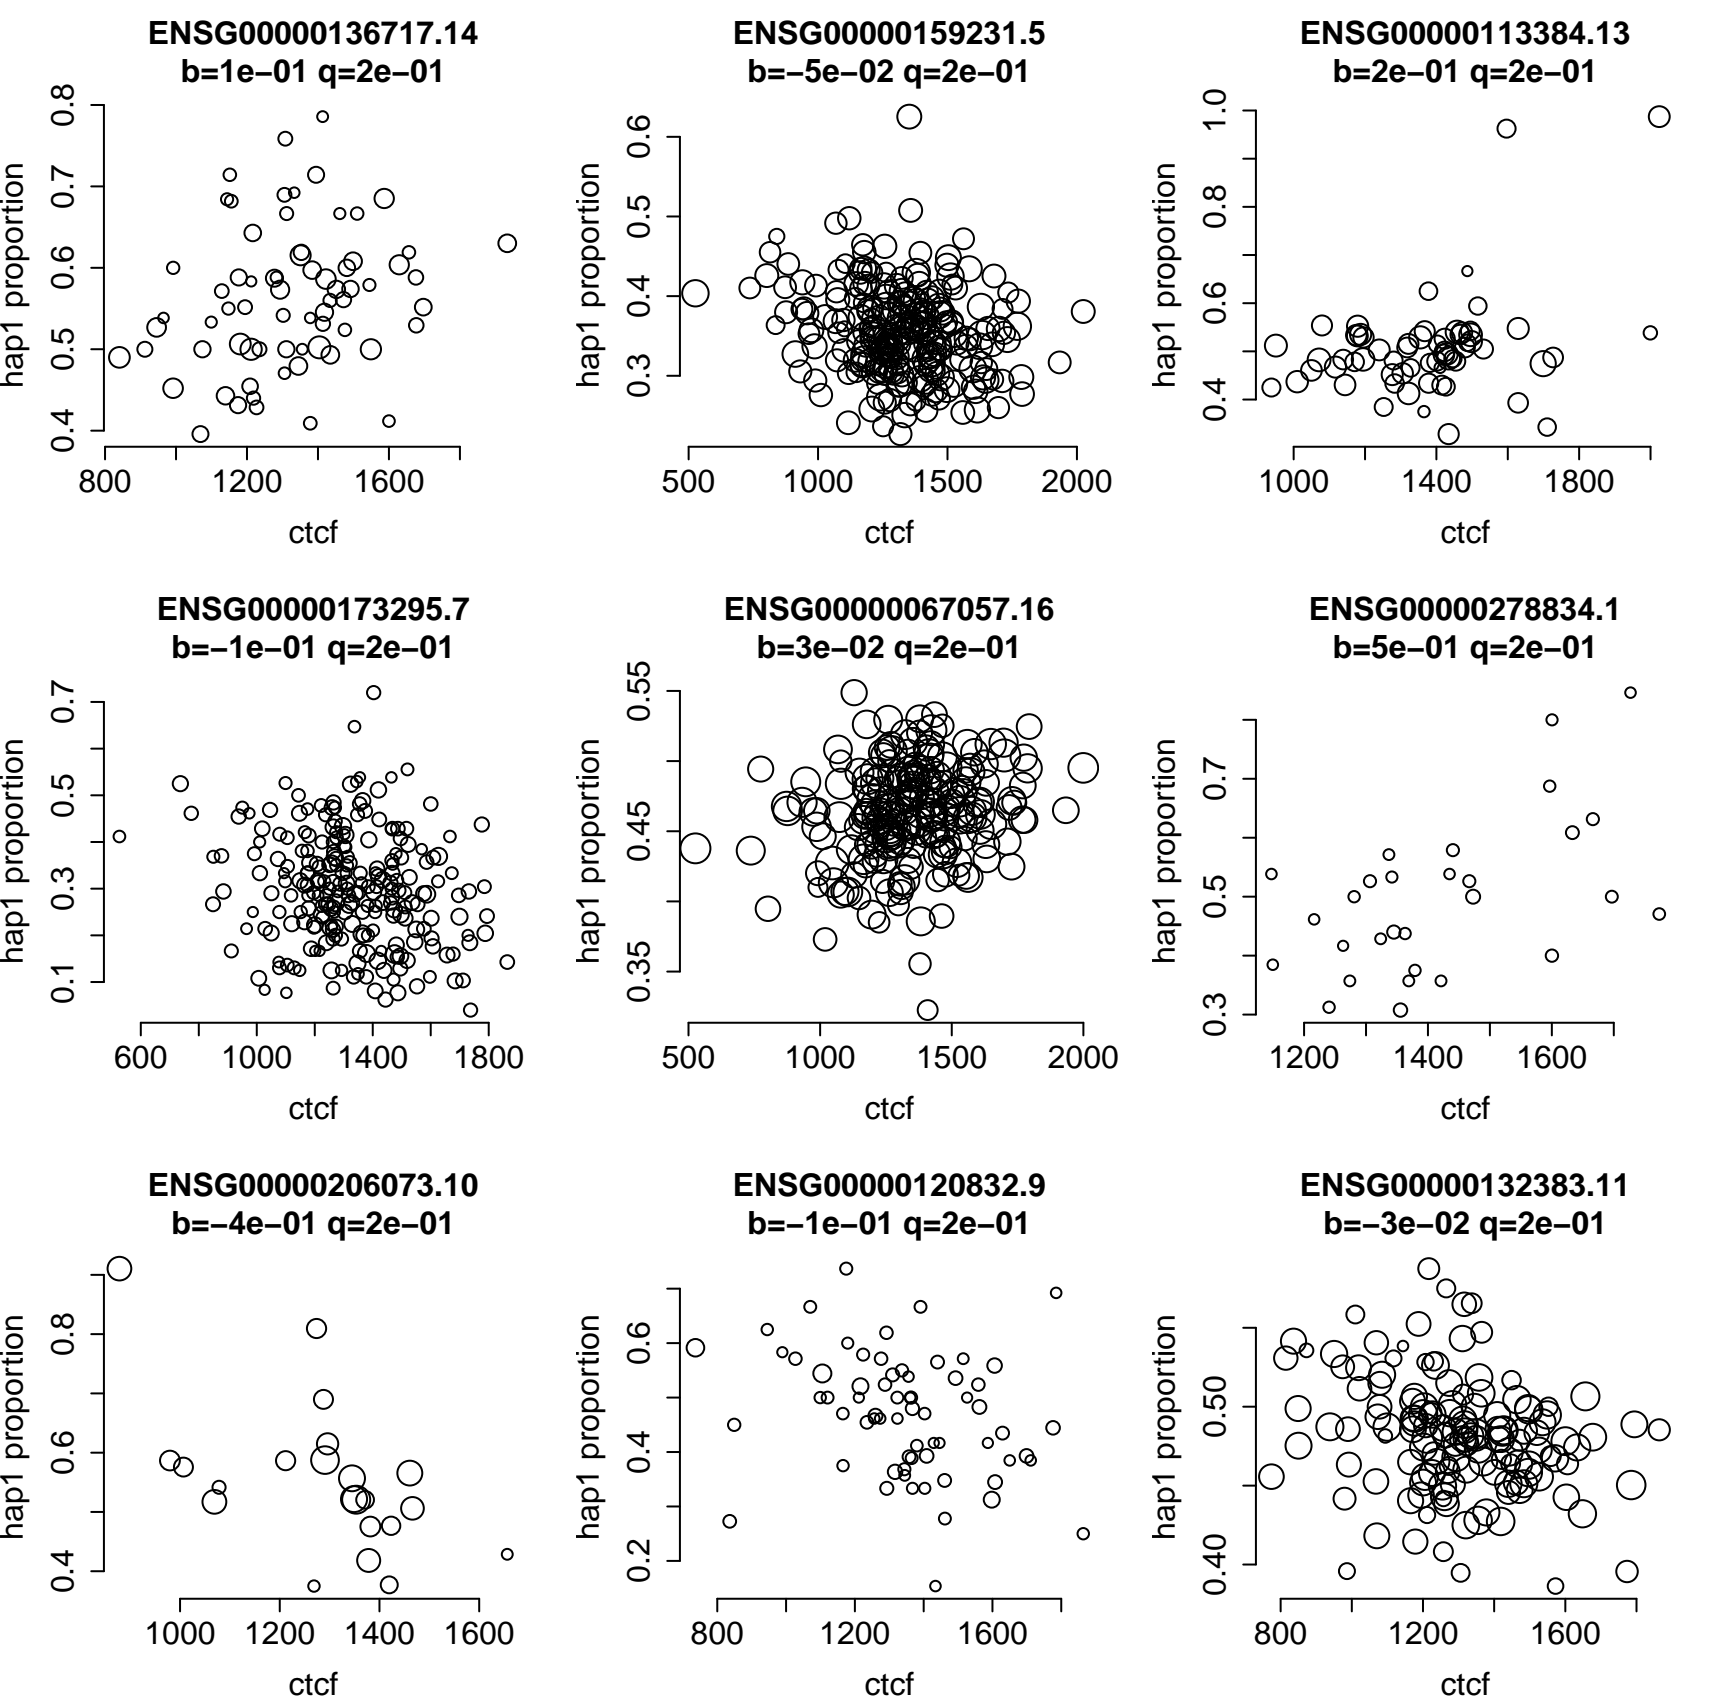 ENSG00000136717.14
b=1e−01 q=2e−01
hap1 proportion
0.4 0.5 0.6 0.7 0.8
800 1200 1600
ctcf
ENSG00000159231.5
b=−5e−02 q=2e−01
hap1 proportion
0.3 0.4 0.5 0.6
500 1000 1500 2000
ctcf
ENSG00000113384.13
b=2e−01 q=2e−01
hap1 proportion
0.4 0.6 0.8 1.0
1000 1400 1800
ctcf
ENSG00000173295.7
b=−1e−01 q=2e−01
hap1 proportion
0.1 0.3 0.5 0.7
600 1000 1400 1800
ctcf
ENSG00000067057.16
b=3e−02 q=2e−01
hap1 proportion
0.35 0.45 0.55
500 1000 1500 2000
ctcf
ENSG00000278834.1
b=5e−01 q=2e−01
hap1 proportion
0.3 0.5 0.7
1200 1400 1600
ctcf
ENSG00000206073.10
b=−4e−01 q=2e−01
hap1 proportion
0.4 0.6 0.8
1000 1200 1400 1600
ctcf
ENSG00000120832.9
b=−1e−01 q=2e−01
hap1 proportion
0.2 0.4 0.6
800 1200 1600
ctcf
ENSG00000132383.11
b=−3e−02 q=2e−01
hap1 proportion
0.40 0.50
800 1200 1600
ctcf